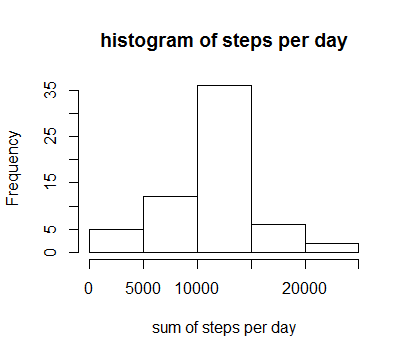 histogram of steps per day
Frequency
35
25
15
5
0
0 5000 10000 20000
sum of steps per day